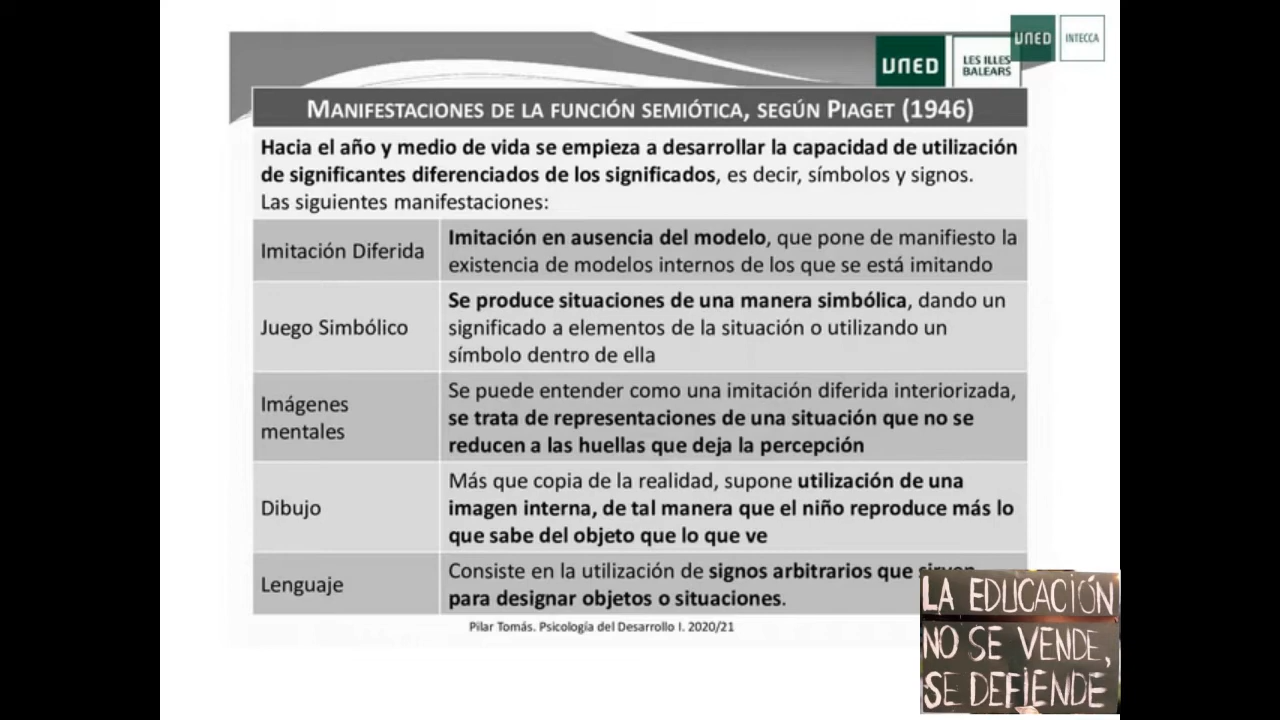 UNED
INTECCA
UNED
LES ILLES
BALEARS
MANIFESTACIONES DE LA FUNCIÓN SEMIÓTICA, SEGÚN PIAGET (1946)
Hacia el año y medio de vida se empieza a desarrollar la capacidad de utilización
de significantes diferenciados de los significados, es decir, símbolos y signos.
Las siguientes manifestaciones:
Imitación Diferida
Imitación en ausencia del modelo, que pone de manifiesto la
existencia de modelos internos de los que se está imitando
Juego Simbólico
Se produce situaciones de una manera simbólica, dando un
significado a elementos de la situación o utilizando un
símbolo dentro de ella
Imágenes
mentales
Se puede entender como una imitación diferida interiorizada,
se trata de representaciones de una situación que no se
reducen a las huellas que deja la percepción
Dibujo
Más que copia de la realidad, supone utilización de una
imagen interna, de tal manera que el niño reproduce más lo
que sabe del objeto que lo que ve
Lenguaje
Consiste en la utilización de signos arbitrarios que sirven
para designar objetos o situaciones.
Pilar Tomás. Psicología del Desarrollo I. 2020/21
LA EDUCACIÓN
NO SE VENDE,
SE DEFIENDE